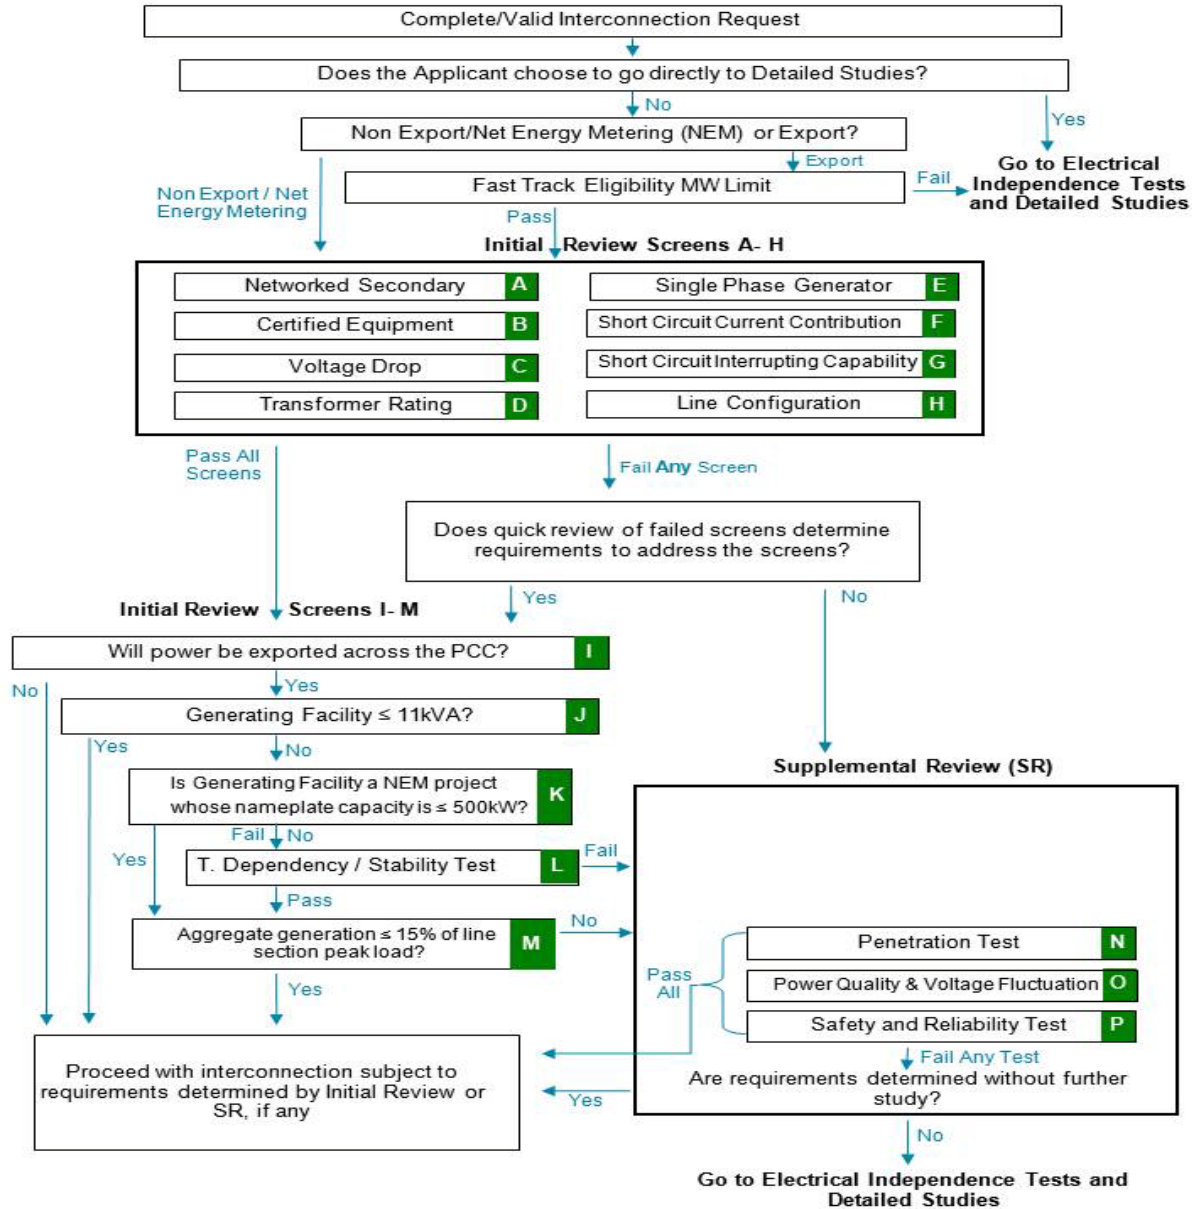 Complete/Valid Interconnection Request
Does the Applicant choose to go directly to Detailed Studies?
No
Yes
Non Export/Net Energy Metering (NEM) or Export?
Export
Go to Electrical
Independence Tests
and Detailed Studies
Fast Track Eligibility MW Limit
Fail
Non Export / Net
Energy Metering
Pass
Initial Review Screens A- H
Networked Secondary A
Single Phase Generator E
Certified Equipment B
Short Circuit Current Contribution F
Voltage Drop C
Short Circuit Interrupting Capability G
Transformer Rating D
Line Configuration H
Pass All
Screens
Fail Any Screen
Does quick review of failed screens determine
requirements to address the screens?
Yes
No
Initial Review Screens I- M
Will power be exported across the PCC? I
No
Yes
Generating Facility ≤ 11kVA? J
Yes
No
Is Generating Facility a NEM project
whose nameplate capacity is ≤ 500kW?
K
Fail No
Yes
T. Dependency / Stability Test L
Fail
Pass
Aggregate generation ≤ 15% of line
section peak load?
M
No
Yes
Supplemental Review (SR)
Penetration Test N
Power Quality & Voltage Fluctuation O
Safety and Reliability Test P
Pass
All
Fail Any Test
Are requirements determined without further
study?
Yes
No
Proceed with interconnection subject to
requirements determined by Initial Review or
SR, if any
Go to Electrical Independence Tests and
Detailed Studies